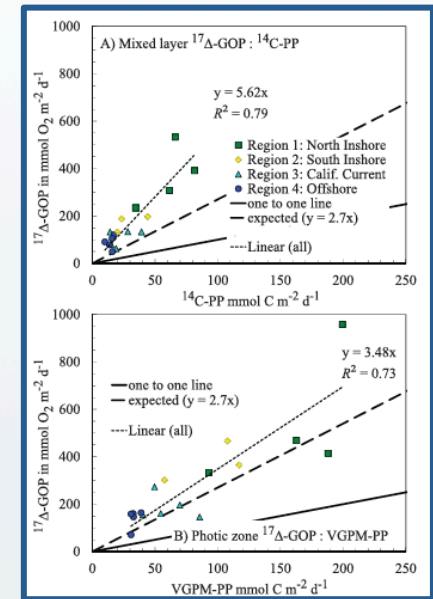 A) Mixed layer ¹⁷Δ-GOP : ¹⁴C-PP
1000
800
600
400
200
0
¹⁷Δ-GOP in mmol O₂ m⁻² d⁻¹
y = 5.62x
R² = 0.79
Region 1: North Inshore
Region 2: South Inshore
Region 3: Calif. Current
Region 4: Offshore
one to one line
expected (y = 2.7x)
Linear (all)
0 50 100 150 200 250
¹⁴C-PP mmol C m⁻² d⁻¹
1000
800
600
400
200
0
¹⁷Δ-GOP in mmol O₂ m⁻² d⁻¹
y = 3.48x
R² = 0.73
one to one line
expected (y = 2.7x)
Linear (all)
B) Photic zone ¹⁷Δ-GOP : VGPM-PP
0 50 100 150 200 250
VGPM-PP mmol C m⁻² d⁻¹